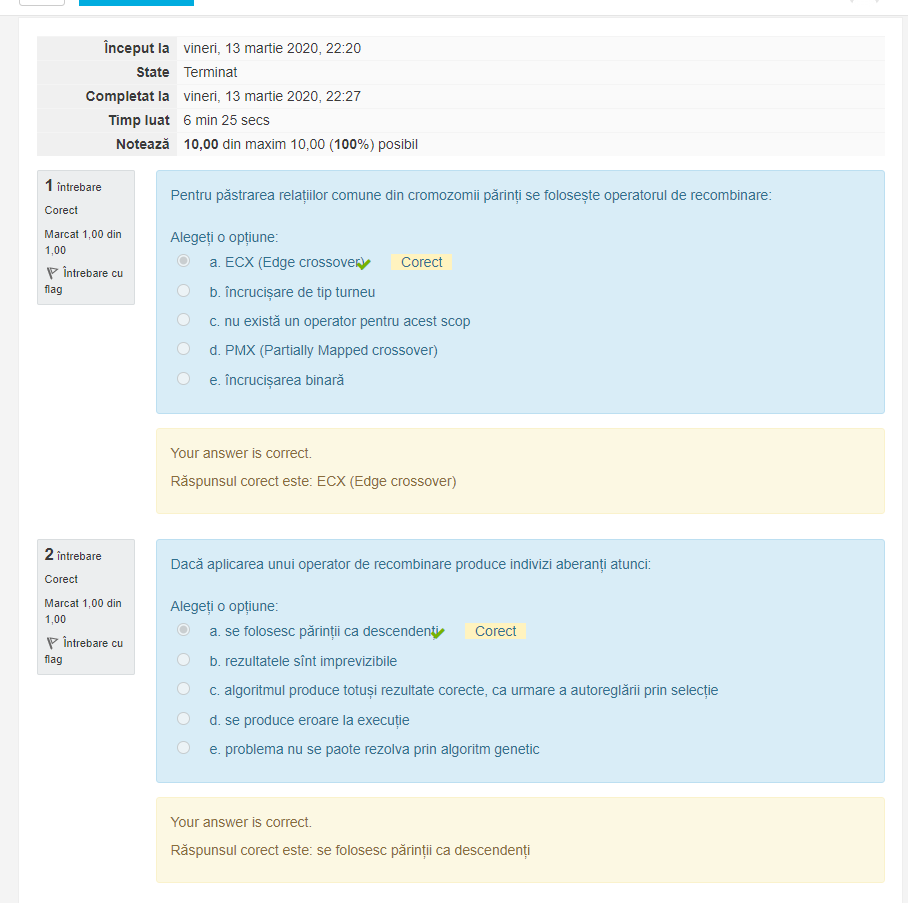 Început la vineri, 13 martie 2020, 22:20
State Terminat
Completat la vineri, 13 martie 2020, 22:27
Timp luat 6 min 25 secs
Notează 10,00 din maxim 10,00 (100%) posibil
1 întrebare
Corect
Marcat 1,00 din
1,00
Întrebare cu
flag
Pentru păstrarea relațiilor comune din cromozomii părinți se folosește operatorul de recombinare:
Alegeți o opțiune:
a. ECX (Edge crossover) Corect
b. încrucișare de tip turneu
c. nu există un operator pentru acest scop
d. PMX (Partially Mapped crossover)
e. încrucișarea binară
Your answer is correct.
Răspunsul corect este: ECX (Edge crossover)
2 întrebare
Corect
Marcat 1,00 din
1,00
Întrebare cu
flag
Dacă aplicarea unui operator de recombinare produce indivizi aberanți atunci:
Alegeți o opțiune:
a. se folosesc părinții ca descendenți Corect
b. rezultatele sînt imprevizibile
c. algoritmul produce totuși rezultate corecte, ca urmare a autoreglării prin selecție
d. se produce eroare la execuție
e. problema nu se paote rezolva prin algoritm genetic
Your answer is correct.
Răspunsul corect este: se folosesc părinții ca descendenți